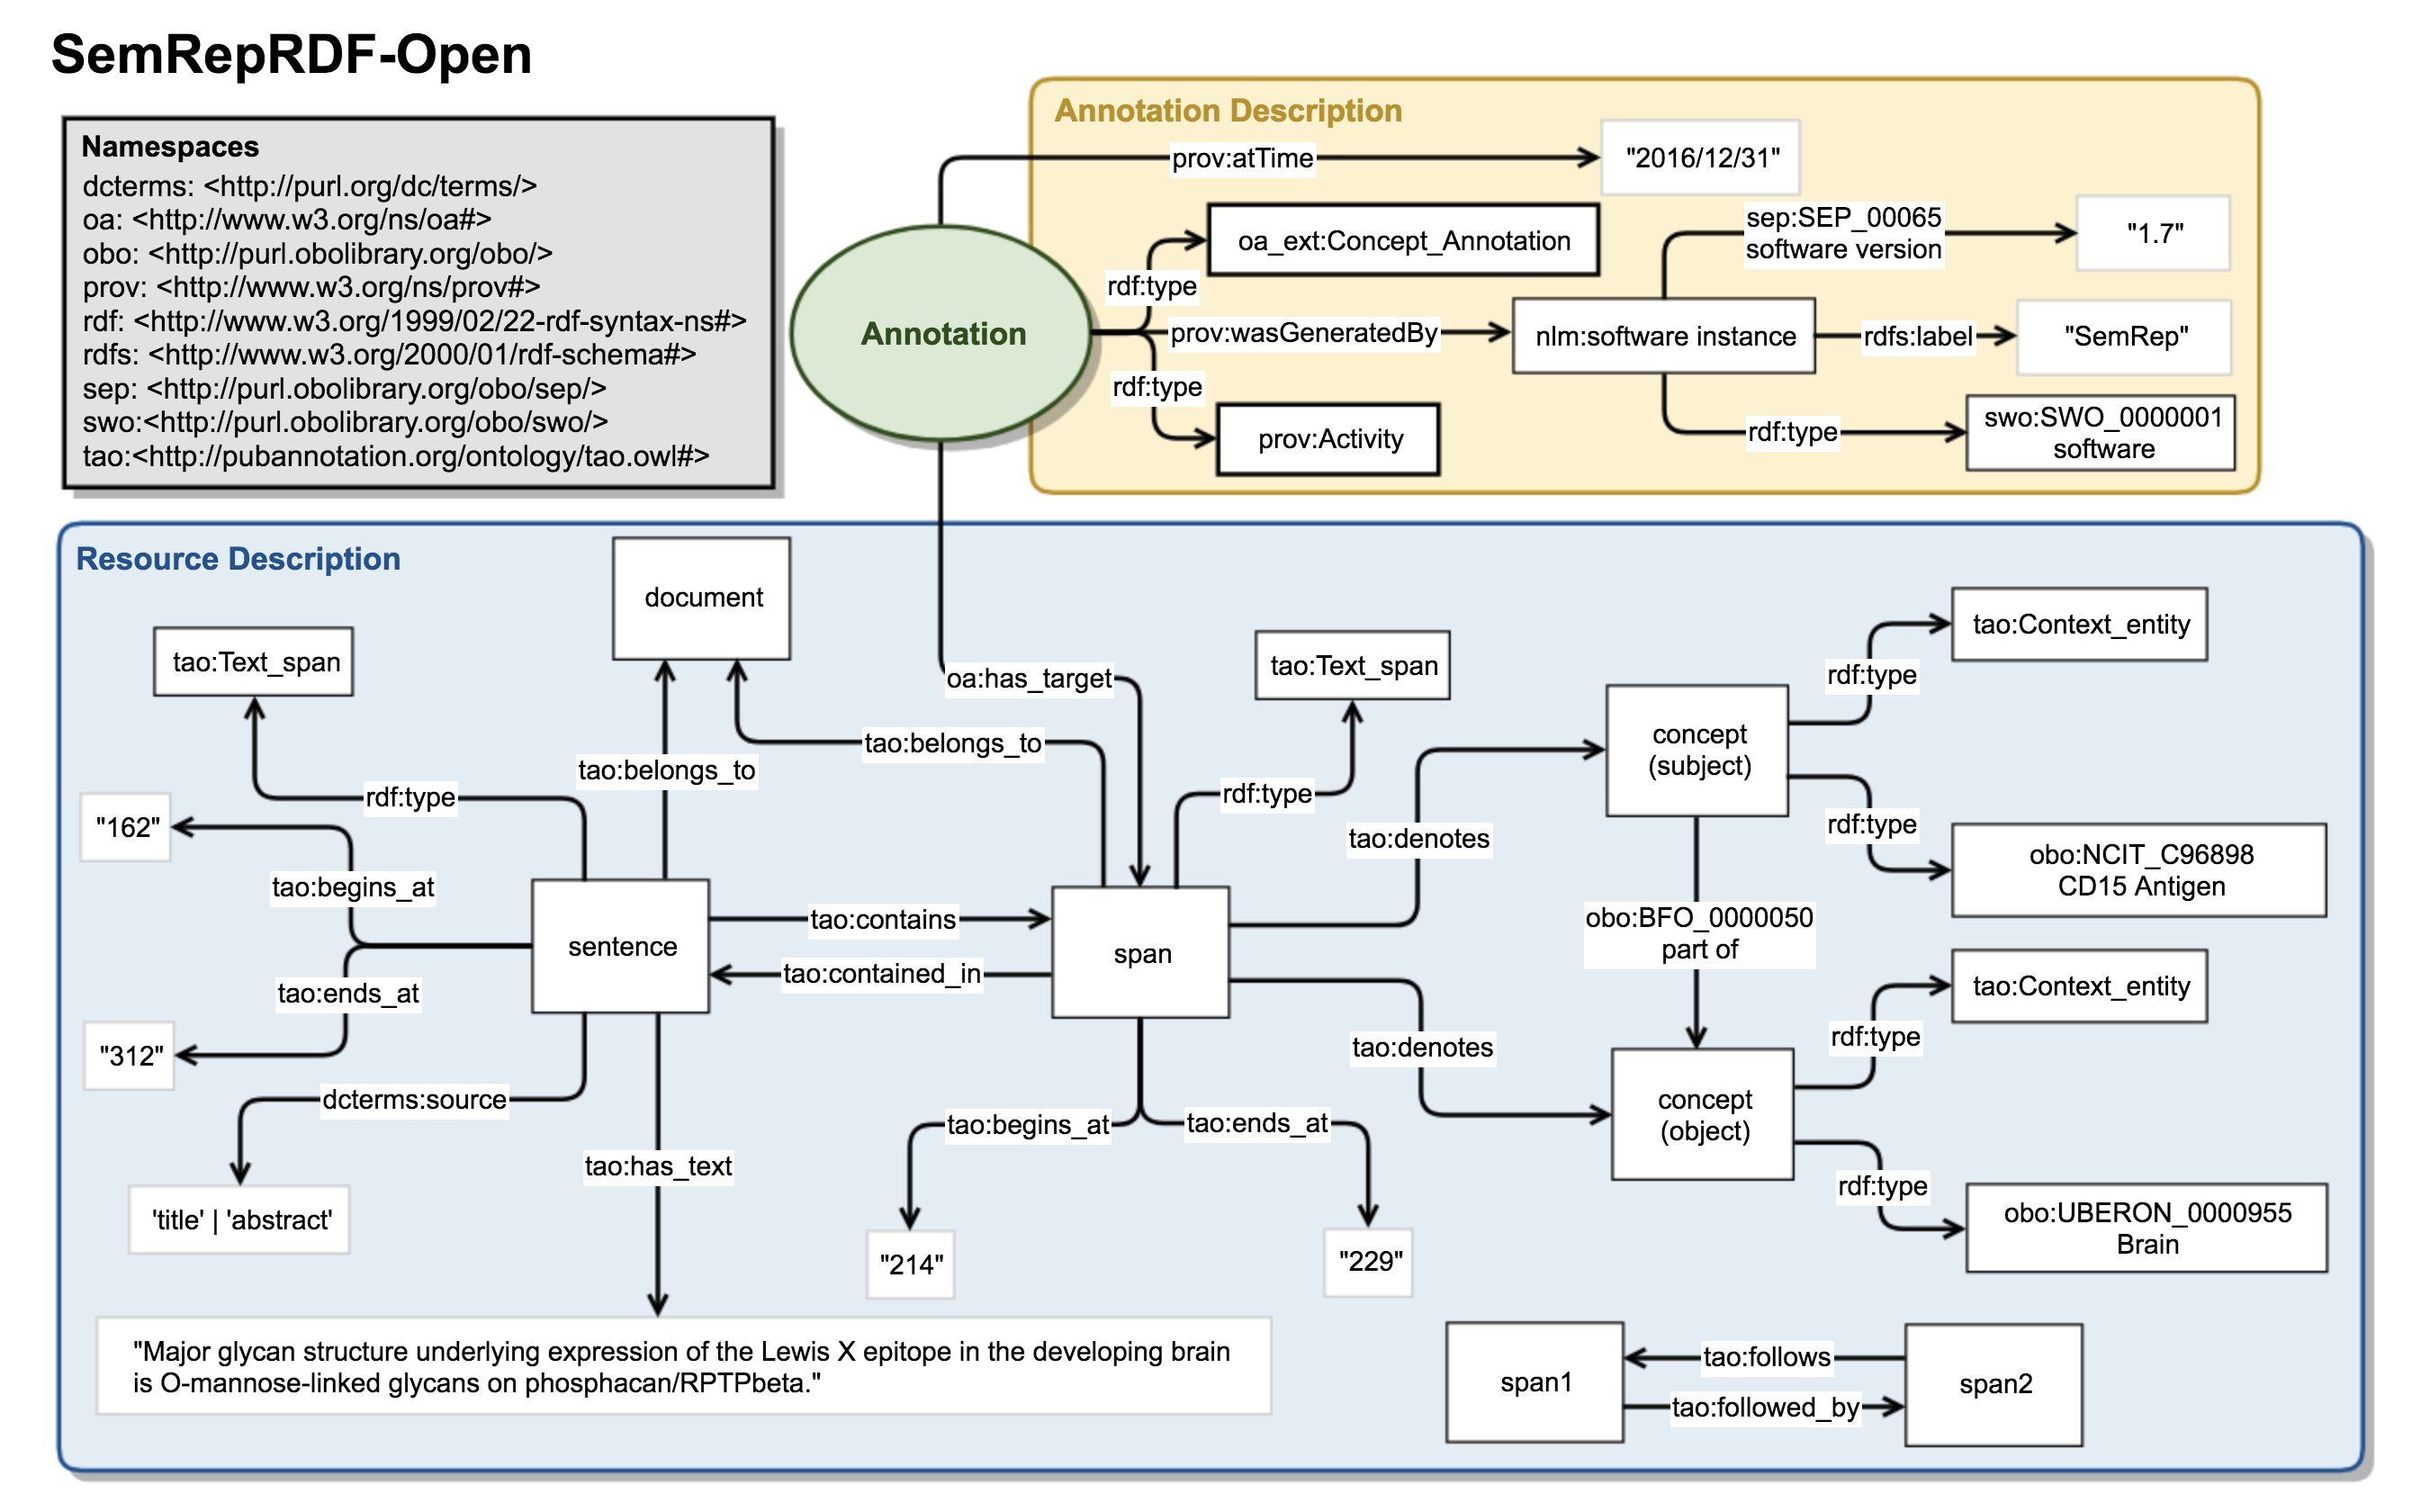 SemRepRDF-Open
Namespaces
dcterms: <http://purl.org/dc/terms/>
oa: <http://www.w3.org/ns/oa#>
obo: <http://purl.obolibrary.org/obo/>
prov: <http://www.w3.org/ns/prov#>
rdf: <http://www.w3.org/1999/02/22-rdf-syntax-ns#>
rdfs: <http://www.w3.org/2000/01/rdf-schema#>
sep: <http://purl.obolibrary.org/obo/sep/>
swo:<http://purl.obolibrary.org/obo/swo/>
tao:<http://pubannotation.org/ontology/tao.owl#>
Annotation
Annotation Description
prov:atTime
"2016/12/31"
oa_ext:Concept_Annotation
rdf:type
prov:wasGeneratedBy
rdf:type
prov:Activity
nlm:software instance
sep:SEP_00065
software version
"1.7"
rdfs:label
"SemRep"
rdf:type
swo:SWO_0000001
software
Resource Description
document
tao:Text_span
oa:has_target
tao:belongs_to
tao:belongs_to
rdf:type
"162"
tao:begins_at
tao:ends_at
"312"
sentence
tao:contains
tao:contained_in
span
dcterms:source
'title' | 'abstract'
tao:has_text
"Major glycan structure underlying expression of the Lewis X epitope in the developing brain
is O-mannose-linked glycans on phosphacan/RPTPbeta."
tao:begins_at
tao:ends_at
"214"
"229"
tao:Text_span
rdf:type
tao:denotes
tao:denotes
concept
(subject)
rdf:type
tao:Context_entity
rdf:type
obo:NCIT_C96898
CD15 Antigen
obo:BFO_0000050
part of
concept
(object)
rdf:type
tao:Context_entity
rdf:type
obo:UBERON_0000955
Brain
span1
tao:follows
tao:followed_by
span2